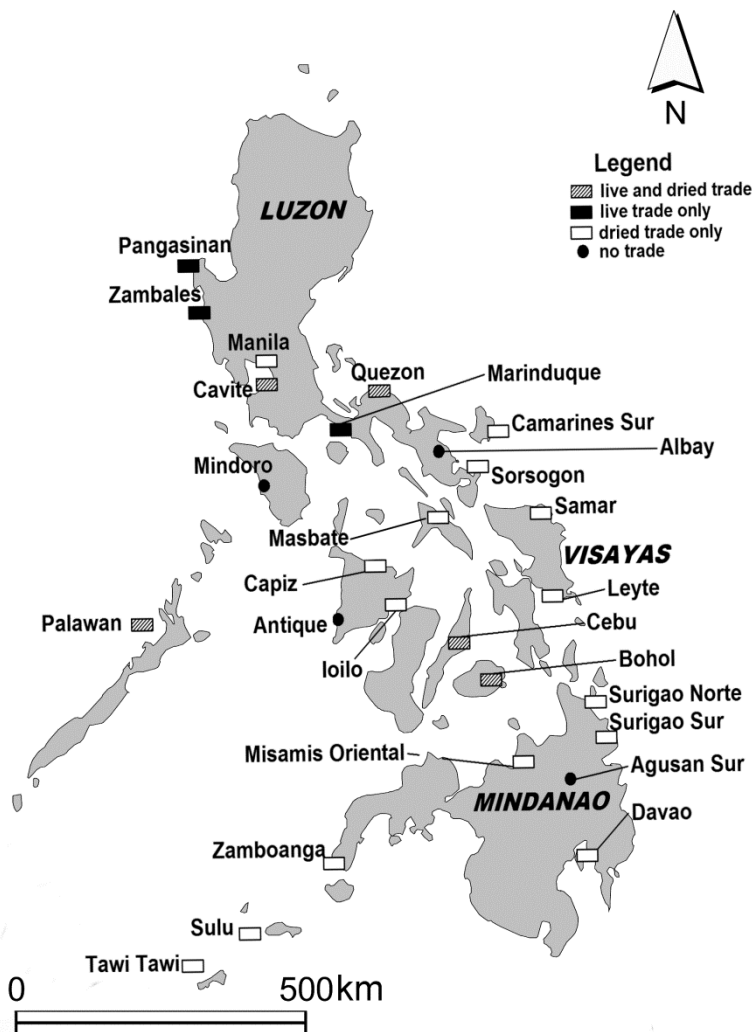 N
Legend
live and dried trade
live trade only
dried trade only
no trade
LUZON
Pangasinan
Zambales
Manila
Cavite
Quezon
Marinduque
Camarines Sur
Albay
Mindoro
Sorsogon
Samar
Masbate
VISAYAS
Capiz
Leyte
Palawan
Antique
Cebu
Ioilo
Bohol
Surigao Norte
Surigao Sur
Misamis Oriental
Agusan Sur
MINDANAO
Davao
Zamboanga
Sulu
Tawi Tawi
0 500km